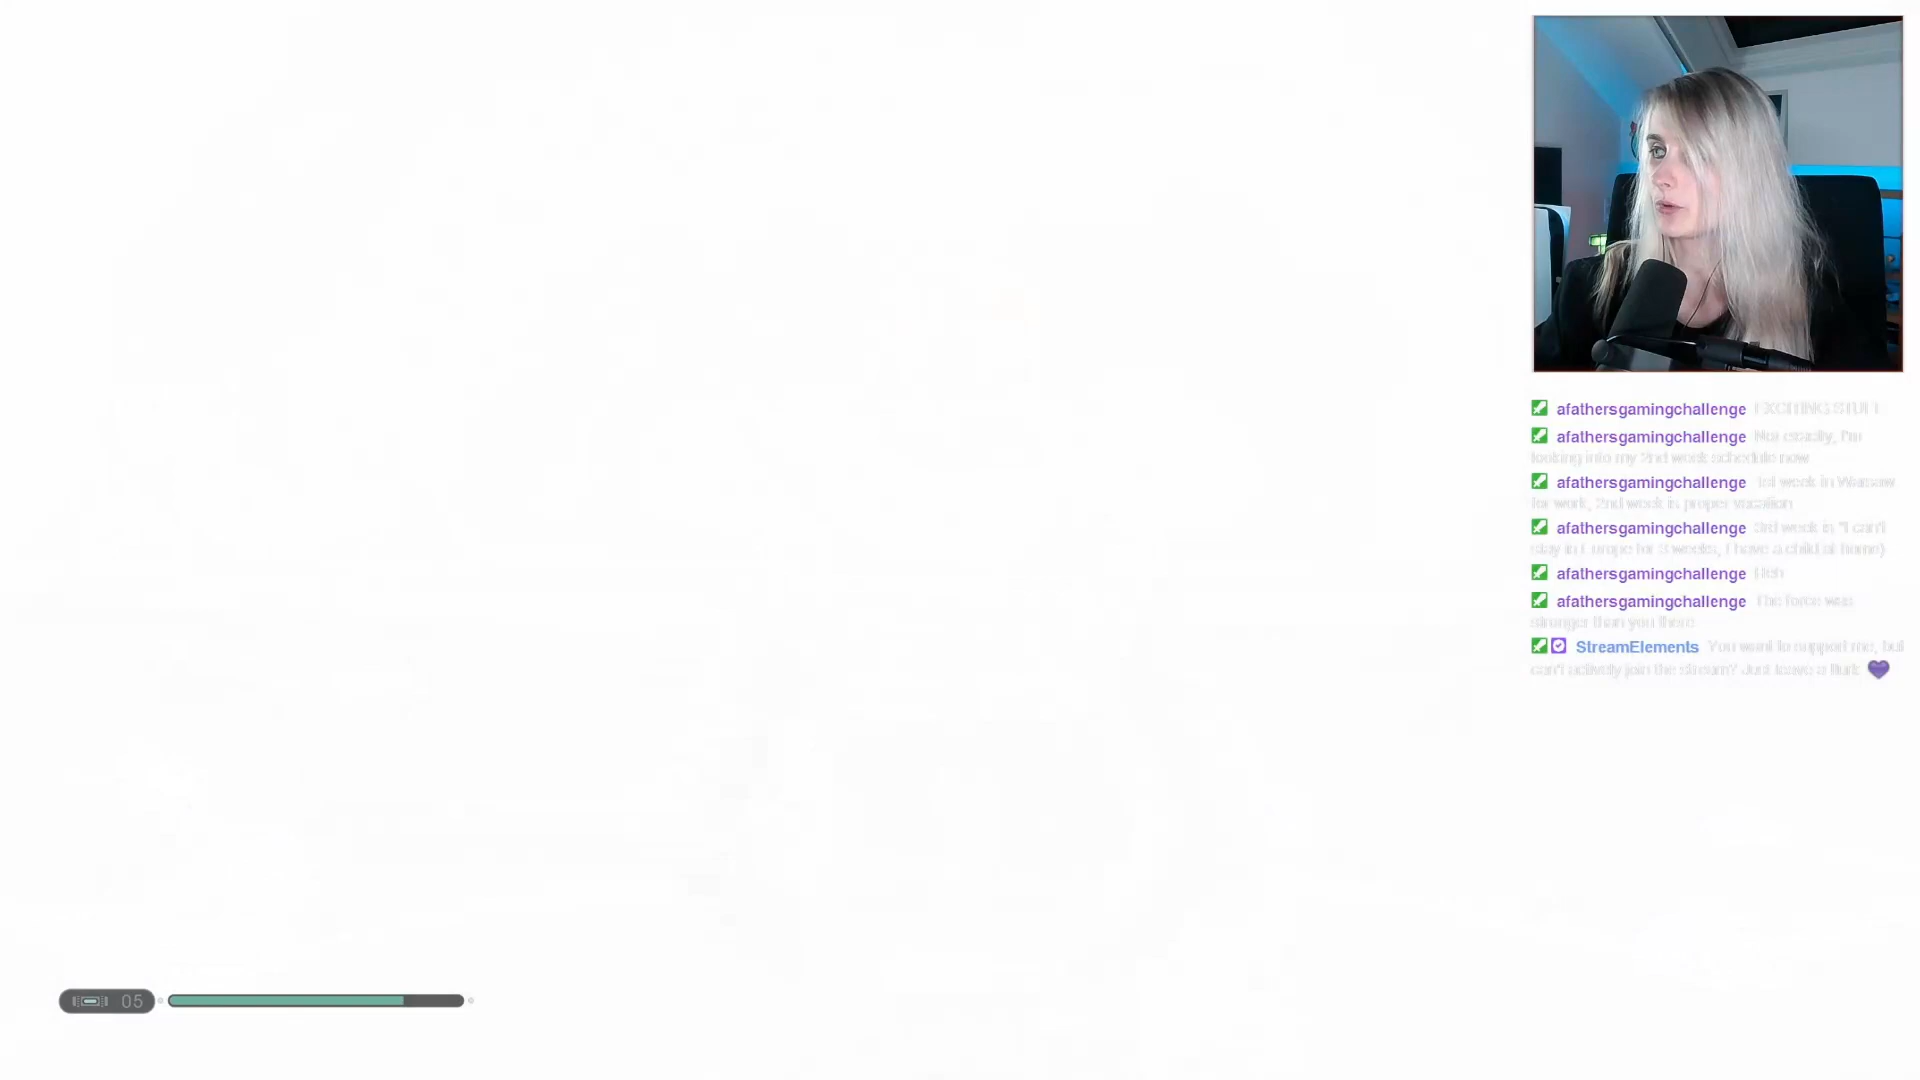 afathersgamingchallenge EXCITING STUFF
afathersgamingchallenge Not exactly, I'm
looking into my 2nd week schedule now
afathersgamingchallenge 1st week in Warsaw
for work, 2nd week is proper vacation
afathersgamingchallenge 3rd week is "I can't
stay in Europe for 3 weeks, I have a child at home)
afathersgamingchallenge Heh
afathersgamingchallenge The force was
stronger than you there
StreamElements You want to support me, but
can't actively join the stream? Just leave a !lurk
05